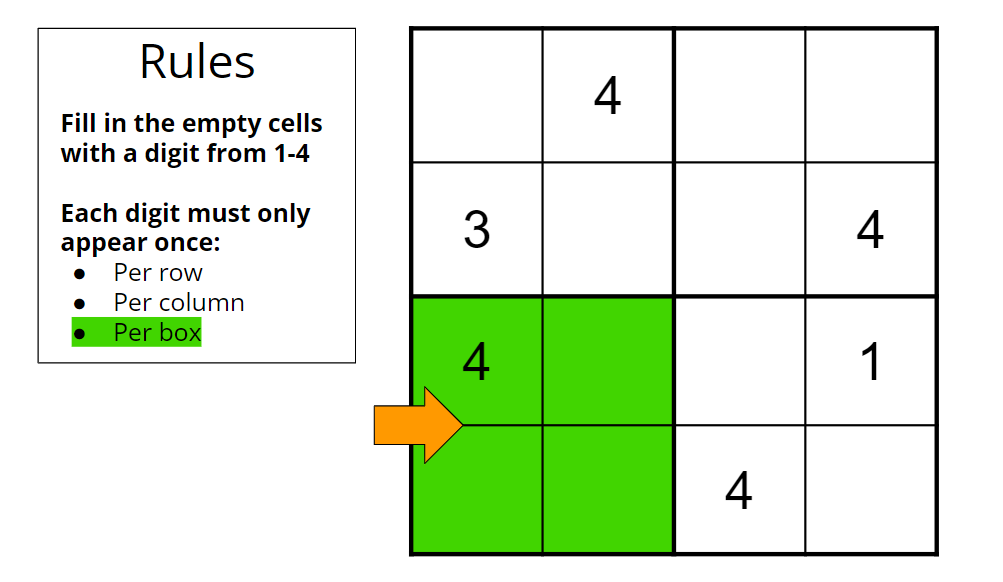 Rules
Fill in the empty cells
with a digit from 1-4
Each digit must only
appear once:
● Per row
● Per column
● Per box
4
3 4
4 1
4